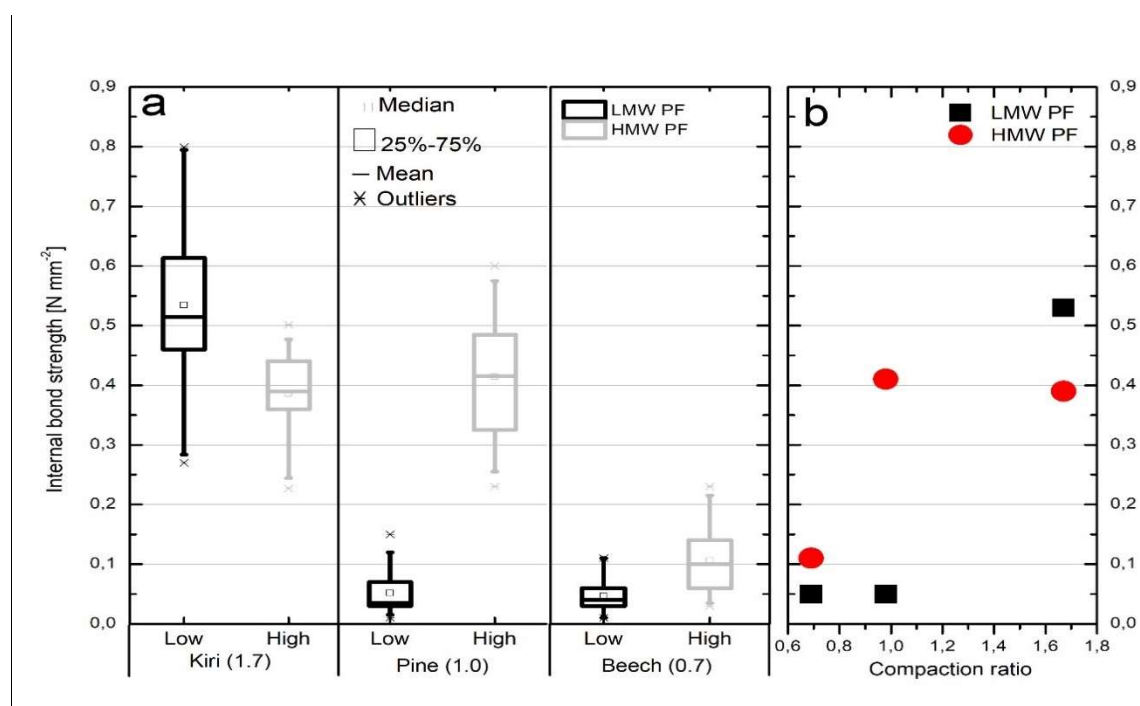 a
Median
25%-75%
Mean
Outliers
LMW PF
HMW PF
b
LMW PF
HMW PF
Internal bond strength [N mm-2]
0,9
0,8
0,7
0,6
0,5
0,4
0,3
0,2
0,1
0,0
0,9
0,8
0,7
0,6
0,5
0,4
0,3
0,2
0,1
0,0
Low High Low High Low High
Kiri (1.7) Pine (1.0) Beech (0.7)
0,6 0,8 1,0 1,2 1,4 1,6 1,8
Compaction ratio